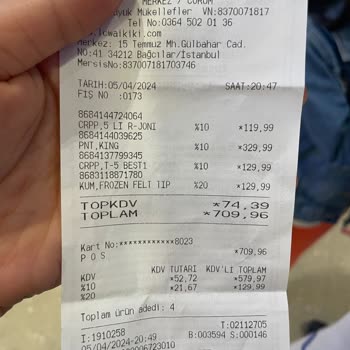 MERKEZ / ÇORUM
Büyük Mükellefler VN:8370071817
Tel No:0364 502 01 36
.lcwaikiki.com
Merkez: 15 Temmuz Mh.Gülbahar Cad.
NO:41 34212 Bağcılar/İstanbul
MersisNo:837007181703746
TARİH:05/04/2024 SAAT:20:47
FİŞ NO :0173
8684144724064
CRPP,5 Lİ R-JONI %10 *119,99
8684144039625
PNT,KING %10 *329,99
8684137799345
CRPP,T-5 BEST1 %10 *129,99
8683118871780
KUM,FROZEN FELT TIP %20 *129,99
TOPKDV *74,39
TOPLAM *709,96
Kart No:************8023
P O S *709,96
KDV KDV TUTARI KDV'Lİ TOPLAM
%10 *52,72 *579,97
%20 *21,67 *129,99
Toplam ürün adedi: 4
T:02112705
I:1910258 B:003594 S:000146
05/04/2024-20:49